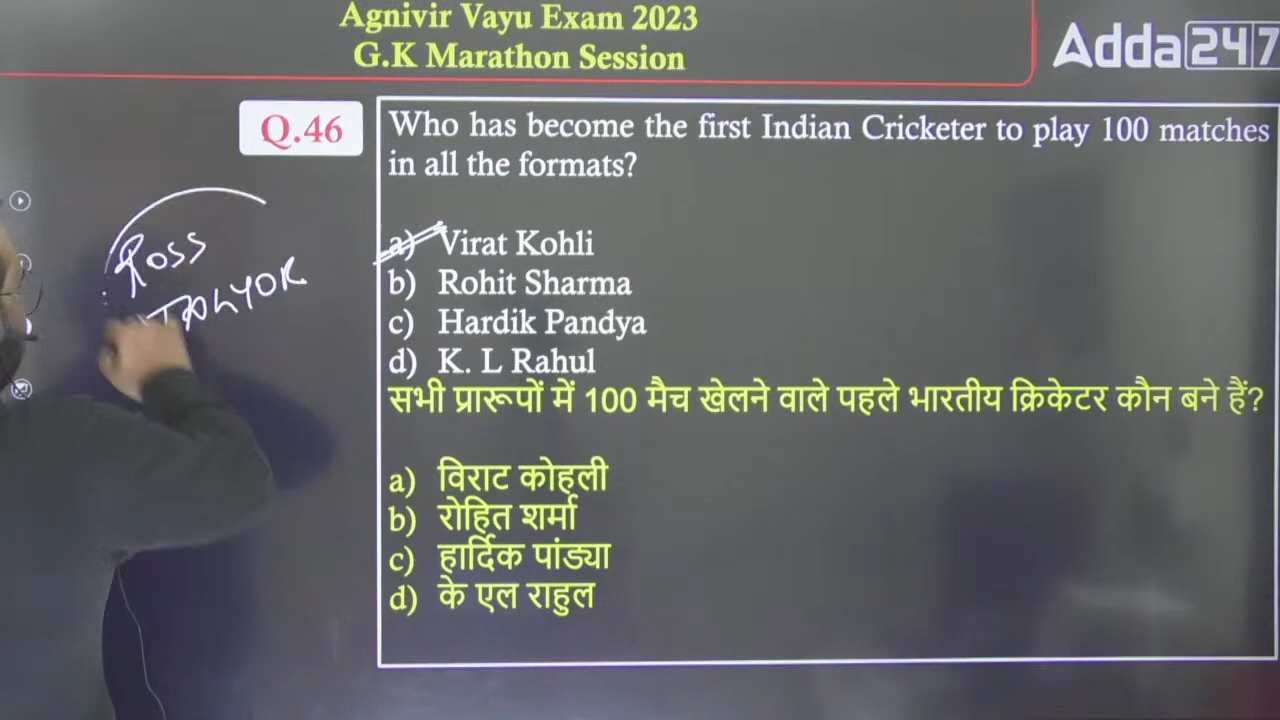 Agnivir Vayu Exam 2023
G.K Marathon Session
Adda247
Q.46
Who has become the first Indian Cricketer to play 100 matches
in all the formats?
a) Virat Kohli
b) Rohit Sharma
c) Hardik Pandya
d) K. L Rahul
सभी प्रारूपों में 100 मैच खेलने वाले पहले भारतीय क्रिकेटर कौन बने हैं?
a) विराट कोहली
b) रोहित शर्मा
c) हार्दिक पांड्या
d) के एल राहुल
Ross